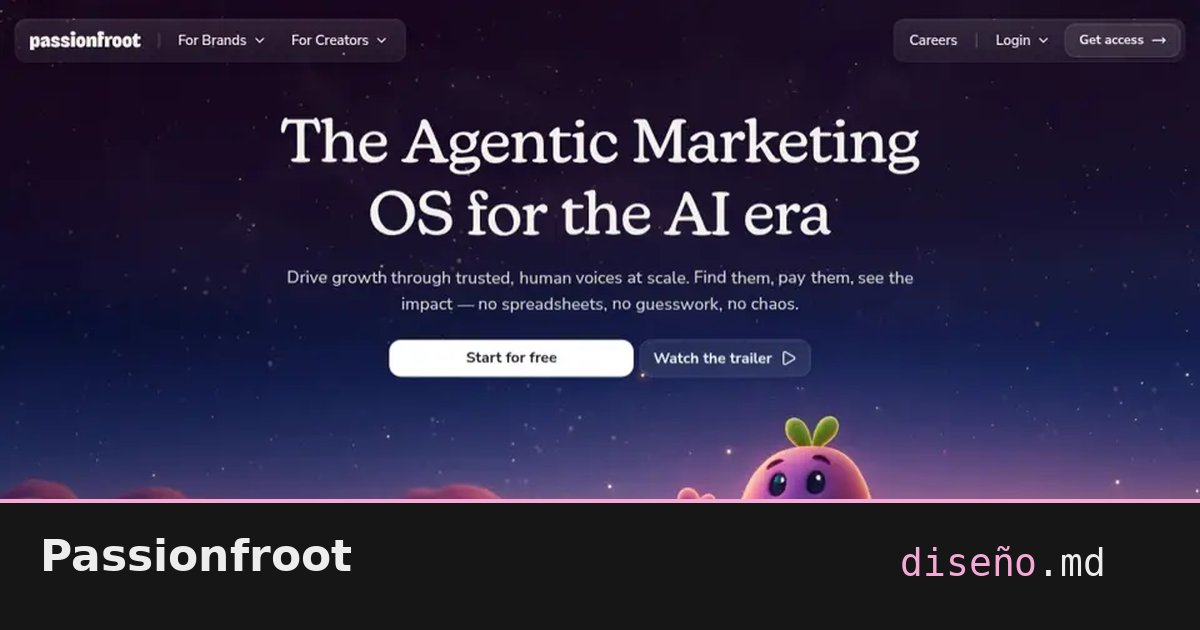 passionfroot
For Brands
For Creators
Careers
Login
Get access
The Agentic Marketing
OS for the AI era
Drive growth through trusted, human voices at scale. Find them, pay them, see the
impact — no spreadsheets, no guesswork, no chaos.
Start for free
Watch the trailer
Passionfroot
diseño.md